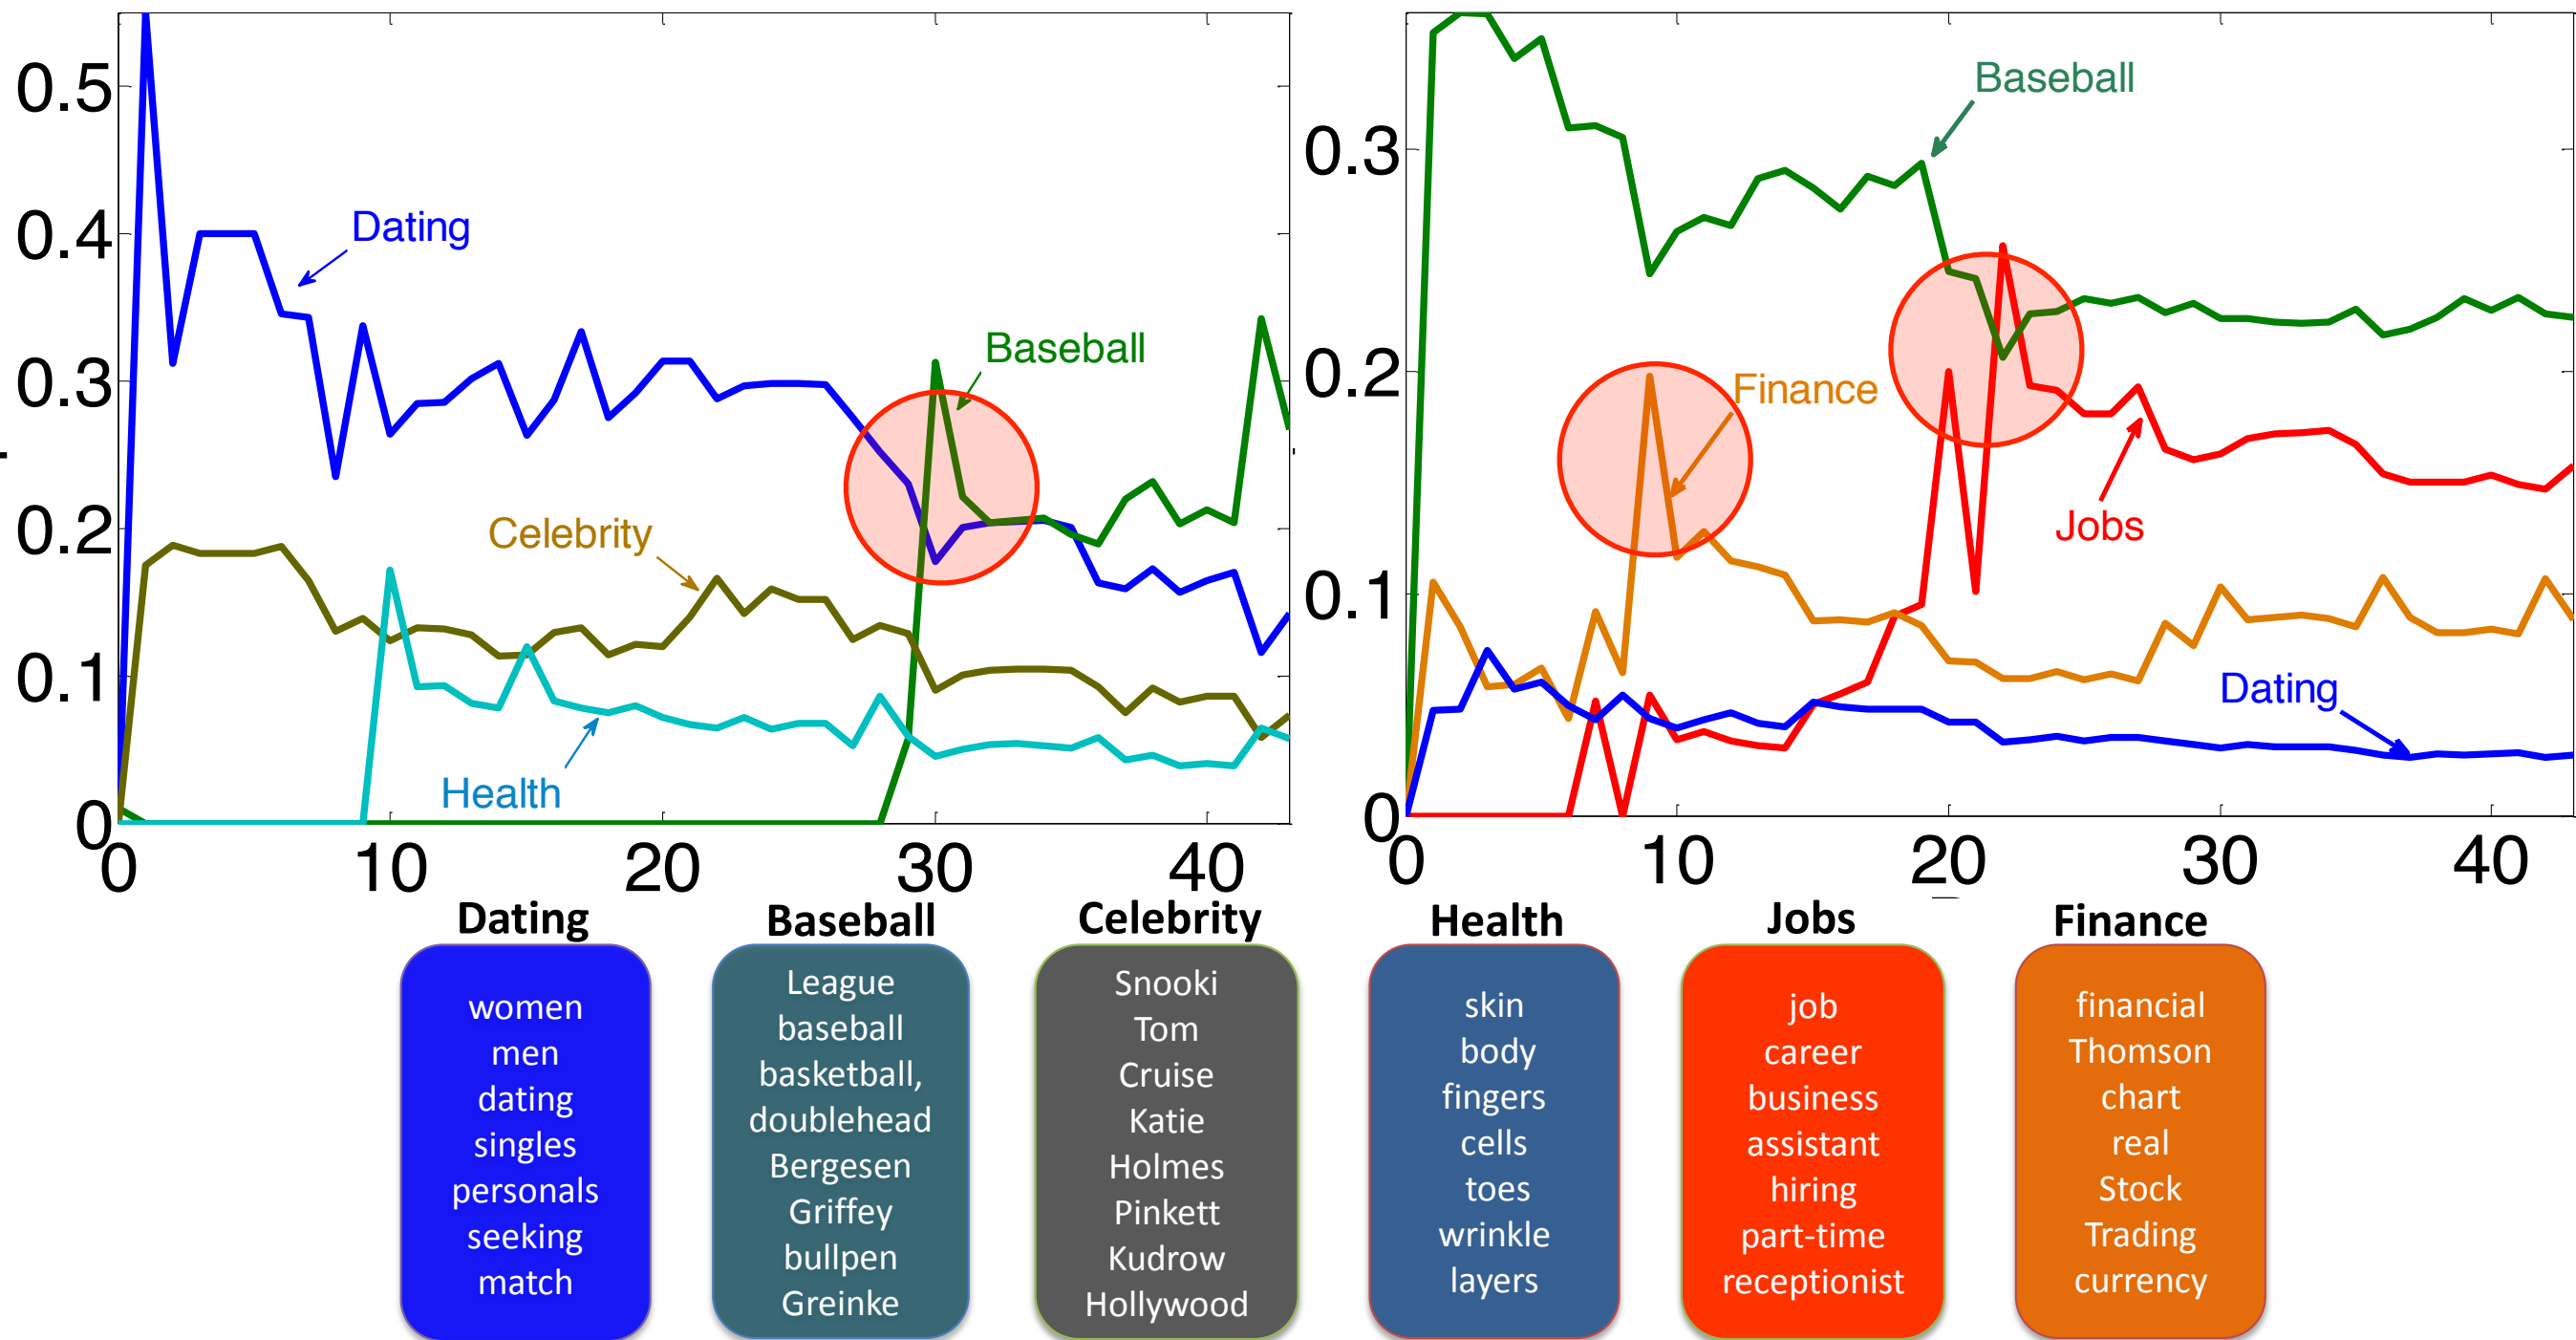 0.5
0.4
0.3
0.2
0.1
0
0
10
20
30
40
Dating
Baseball
Celebrity
Health
0.3
0.2
0.1
0
0
10
20
30
40
Baseball
Finance
Jobs
Dating
Dating
women
men
dating
singles
personals
seeking
match
Baseball
League
baseball
basketball,
doublehead
Bergesen
Griffey
bullpen
Greinke
Celebrity
Snooki
Tom
Cruise
Katie
Holmes
Pinkett
Kudrow
Hollywood
Health
skin
body
fingers
cells
toes
wrinkle
layers
Jobs
job
career
business
assistant
hiring
part-time
receptionist
Finance
financial
Thomson
chart
real
Stock
Trading
currency